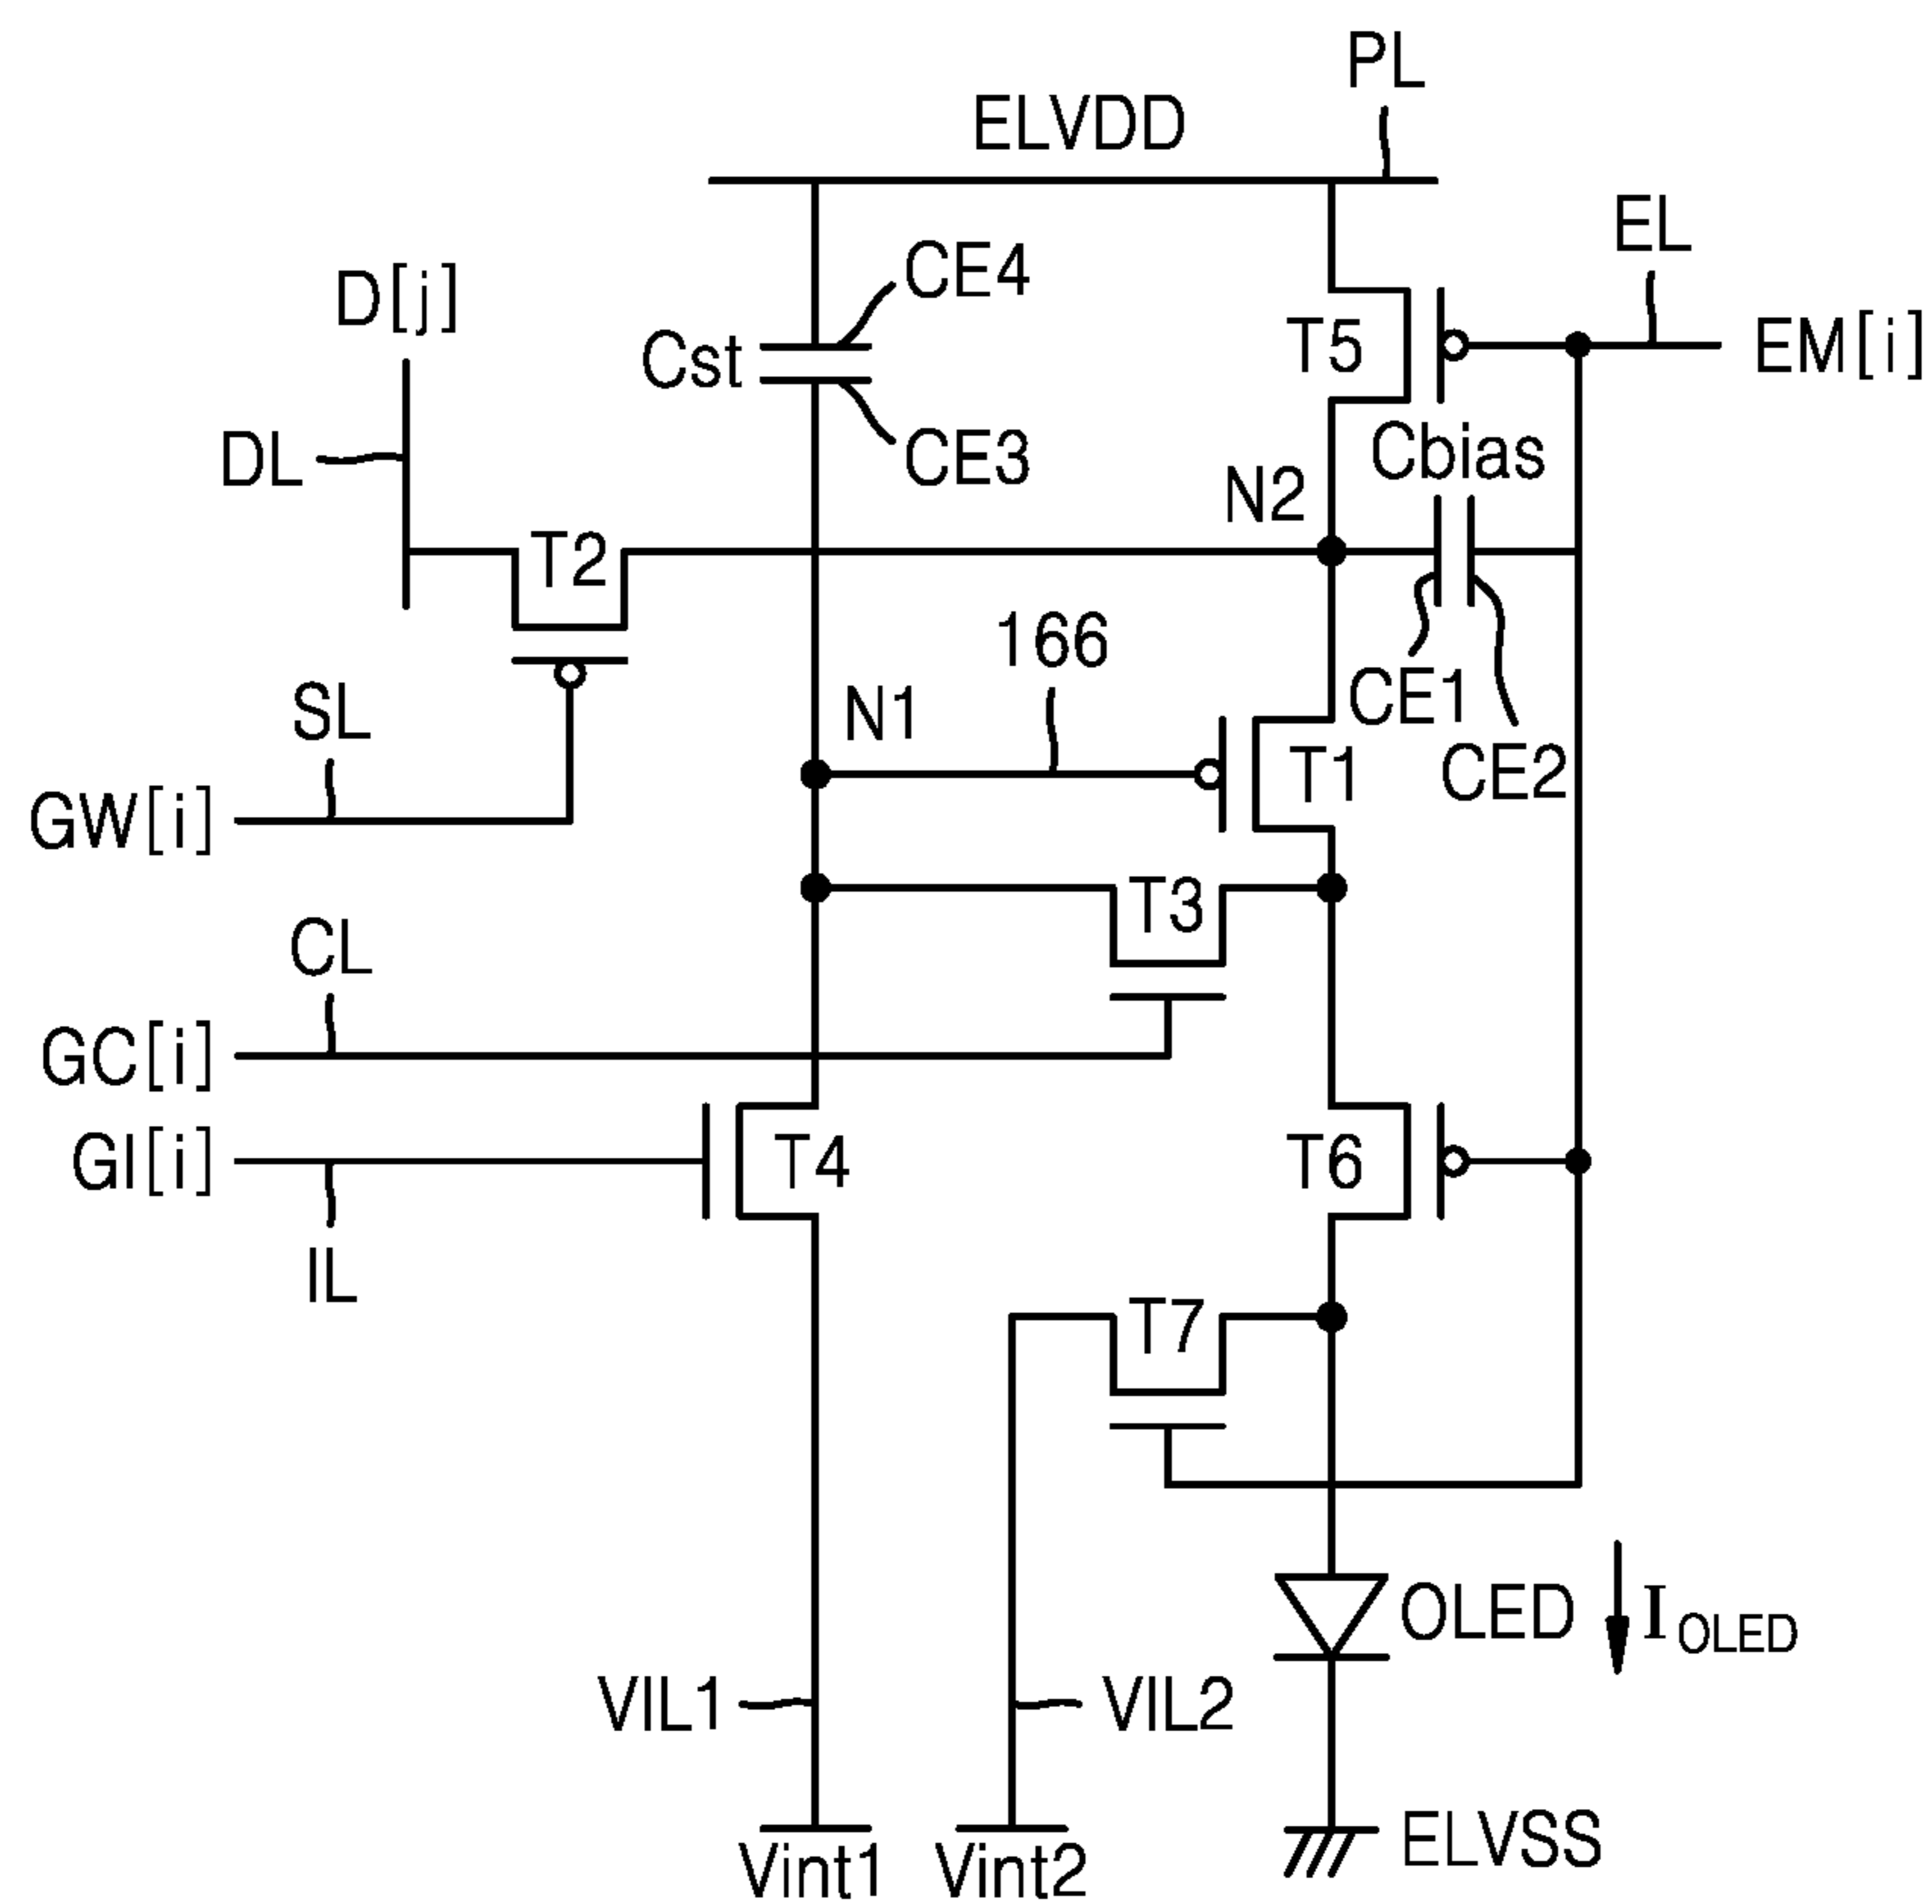 PL
ELVDD
EL
CE4
D[j]
Cst
T5
EM[i]
DL
CE3
Cbias
N2
T2
166
CE1
SL
N1
T1
CE2
GW[i]
T3
CL
GC[i]
GI[i]
T4
T6
IL
T7
OLED
I OLED
VIL1
VIL2
ELVSS
Vint1
Vint2